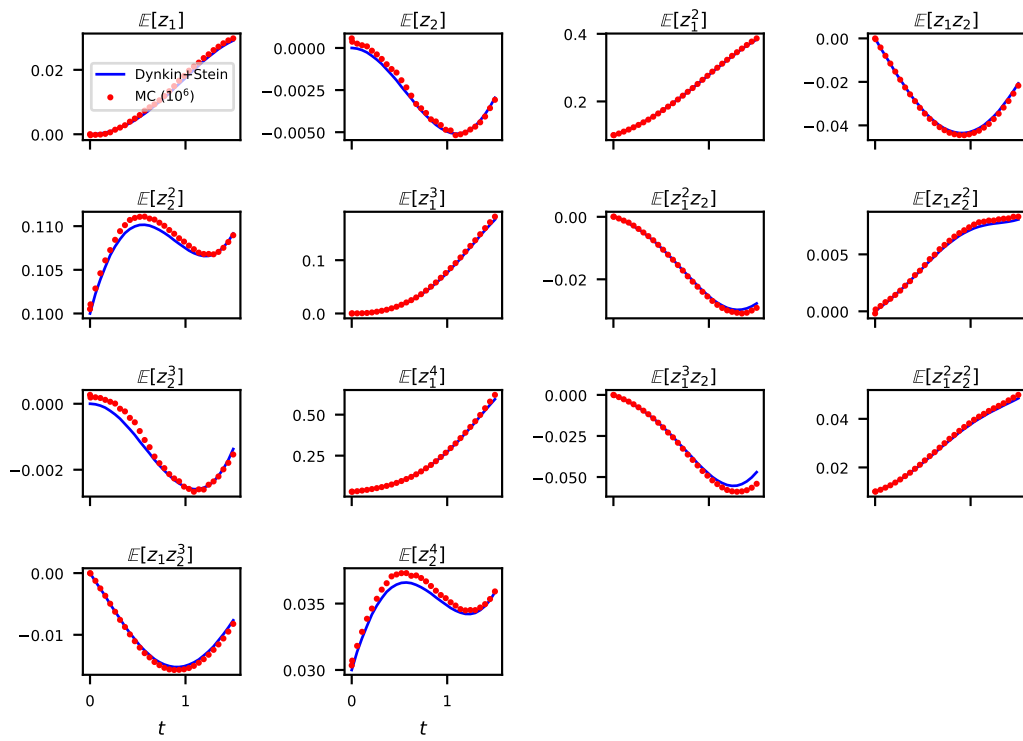 𝔼[z₁]
𝔼[z₂]
𝔼[z₁²]
𝔼[z₁z₂]
0.02
0.00
Dynkin+Stein
MC (10⁶)
0.0000
−0.0025
−0.0050
0.4
0.2
0.00
−0.02
−0.04
𝔼[z₂²]
𝔼[z₁³]
𝔼[z₁²z₂]
𝔼[z₁z₂²]
0.110
0.105
0.100
0.1
0.0
0.00
−0.02
0.005
0.000
𝔼[z₂³]
𝔼[z₁⁴]
𝔼[z₁³z₂]
𝔼[z₁²z₂²]
0.000
−0.002
0.50
0.25
0.000
−0.025
−0.050
0.04
0.02
𝔼[z₁z₂³]
𝔼[z₂⁴]
0.00
−0.01
0.035
0.030
0 1
0 1
t
t